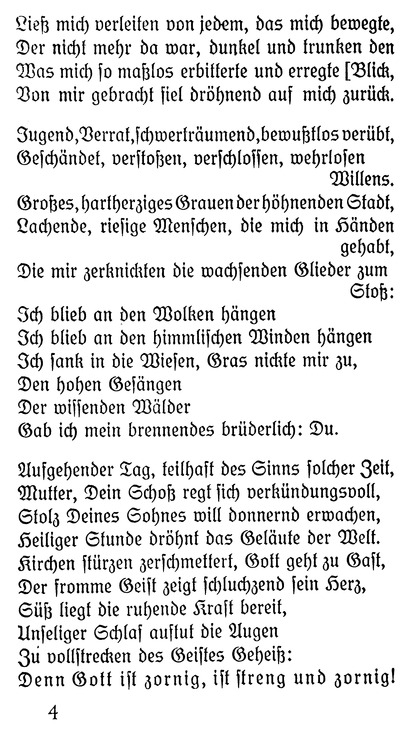 Ließ mich verleiten von jedem, das mich bewegte,
Der nicht mehr da war, dunkel und trunken den
Was mich so maßlos erbitterte und erregte [Blick,
Von mir gebracht fiel dröhnend auf mich zurück.
Jugend, Verrat, schwerträumend, bewußtlos verübt,
Geschändet, verstoßen, verschlossen, wehrlosen
Willens.
Großes, hartherziges Grauen der höhnenden Stadt,
Lachende, riesige Menschen, die mich in Händen
gehabt,
Die mir zerknickten die wachsenden Glieder zum
Stoß:
Ich blieb an den Wolken hängen
Ich blieb an den himmlischen Winden hängen
Ich sank in die Wiesen, Gras nickte mir zu,
Den hohen Gesängen
Der wissenden Wälder
Gab ich mein brennendes brüderlich: Du.
Aufgehender Tag, teilhaft des Sinns solcher Zeit,
Mutter, Dein Schoß regt sich verkündungsvoll,
Stolz Deines Sohnes will donnernd erwachen,
Heiliger Stunde dröhnt das Geläute der Welt.
Kirchen stürzen zerschmettert, Gott geht zu Gast,
Der fromme Geist zeigt schluchzend sein Herz,
Süß liegt die ruhende Kraft bereit,
Unseliger Schlaf auftut die Augen
Zu vollstrecken des Geistes Geheiß:
Denn Gott ist zornig, ist streng und zornig!
4